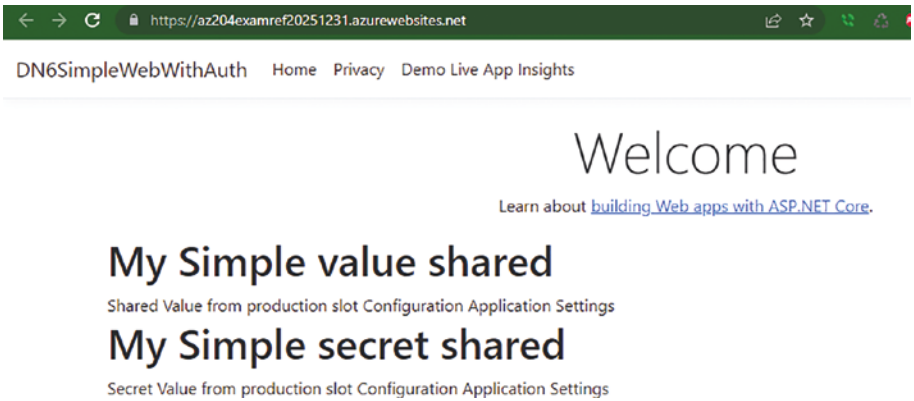 https://az204examref20251231.azurewebsites.net
DN6SimpleWebWithAuth Home Privacy Demo Live App Insights
Welcome
Learn about building Web apps with ASP.NET Core.
My Simple value shared
Shared Value from production slot Configuration Application Settings
My Simple secret shared
Secret Value from production slot Configuration Application Settings